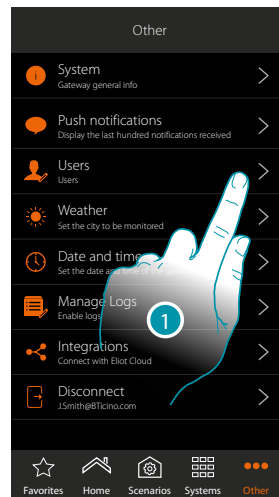 Other
System
Gateway general info
Push notifications
Display the last hundred notifications received
Users
Users
Weather
Set the city to be monitored
Date and time
Set the date and time of the
Manage Logs
Enable logs
1
Integrations
Connect with Eliot Cloud
Disconnect
J.Smith@BTicino.com
Favorites Home Scenarios Systems Other